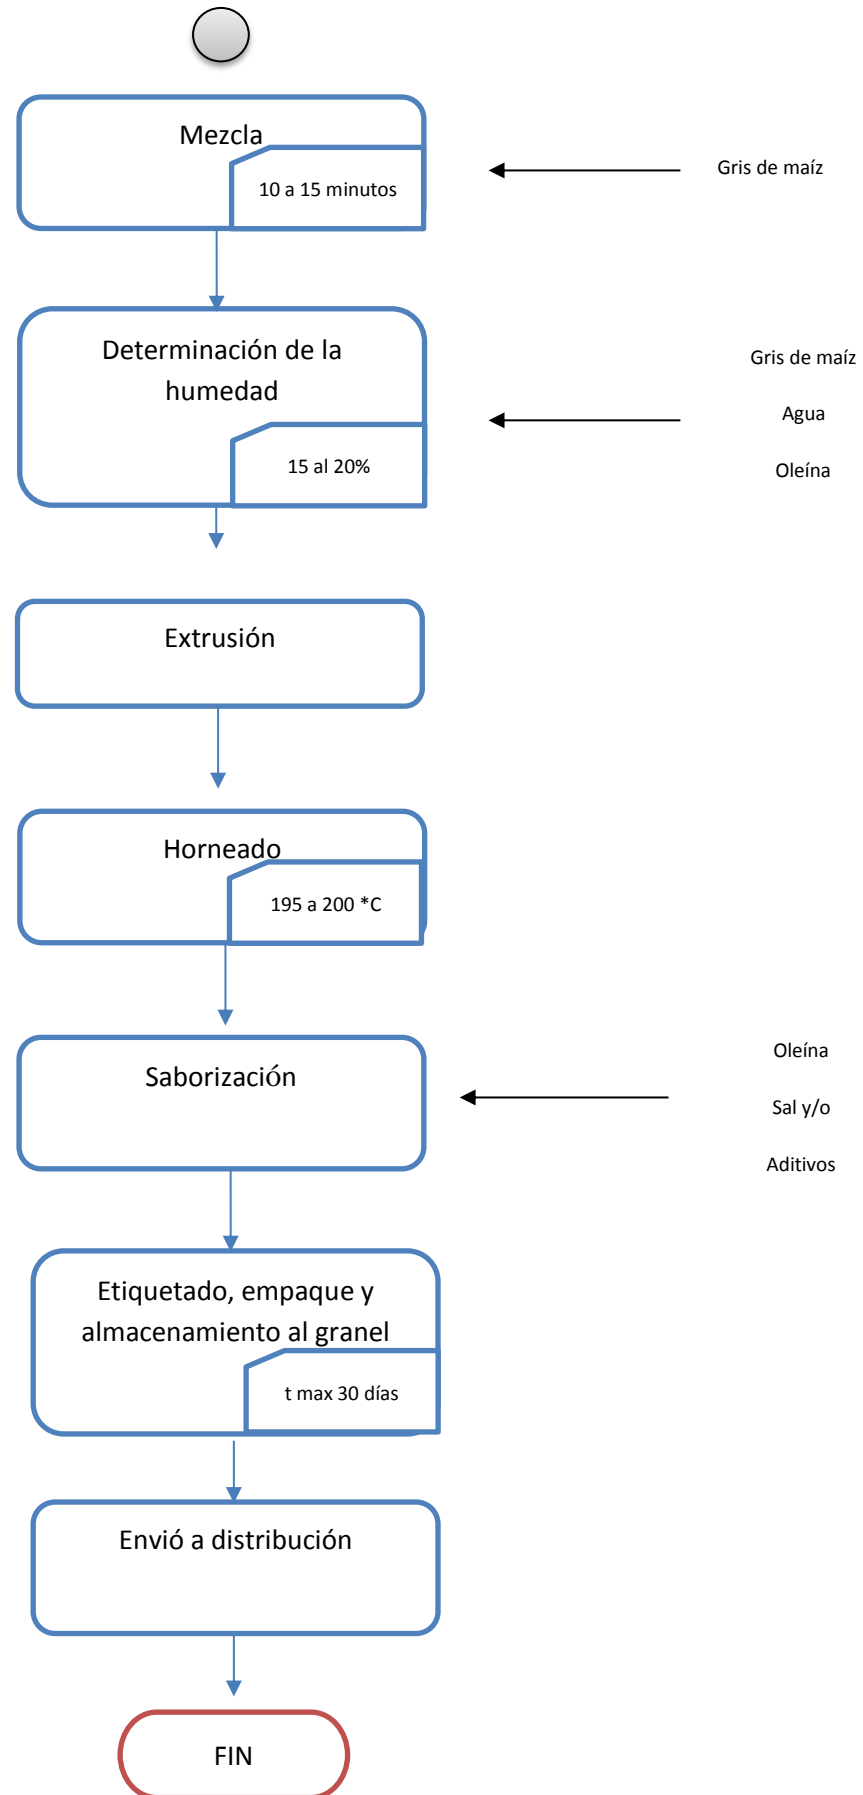 Mezcla
10 a 15 minutos
Gris de maíz
Determinación de la
humedad
15 al 20%
Gris de maíz
Agua
Oleína
Extrusión
Horneado
195 a 200 *C
Saborización
Oleína
Sal y/o
Aditivos
Etiquetado, empaque y
almacenamiento al granel
t max 30 días
Envió a distribución
FIN